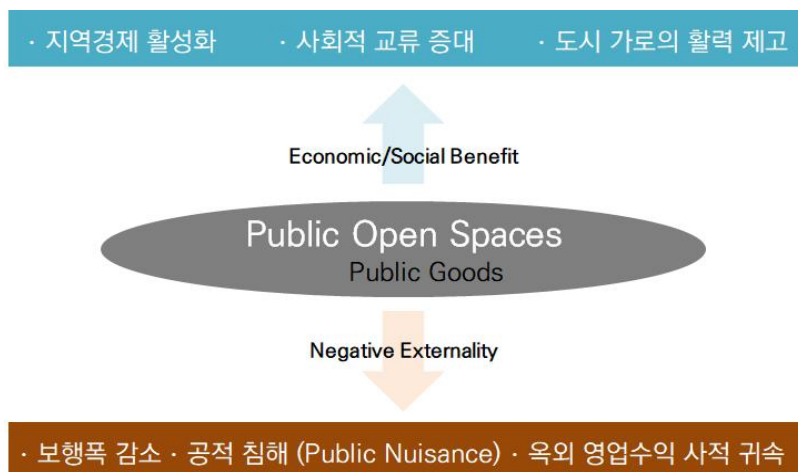 · 지역경제 활성화 · 사회적 교류 증대 · 도시 가로의 활력 제고
Economic/Social Benefit
Public Open Spaces
Public Goods
Negative Externality
· 보행폭 감소 · 공적 침해 (Public Nuisance) · 옥외 영업수익 사적 귀속